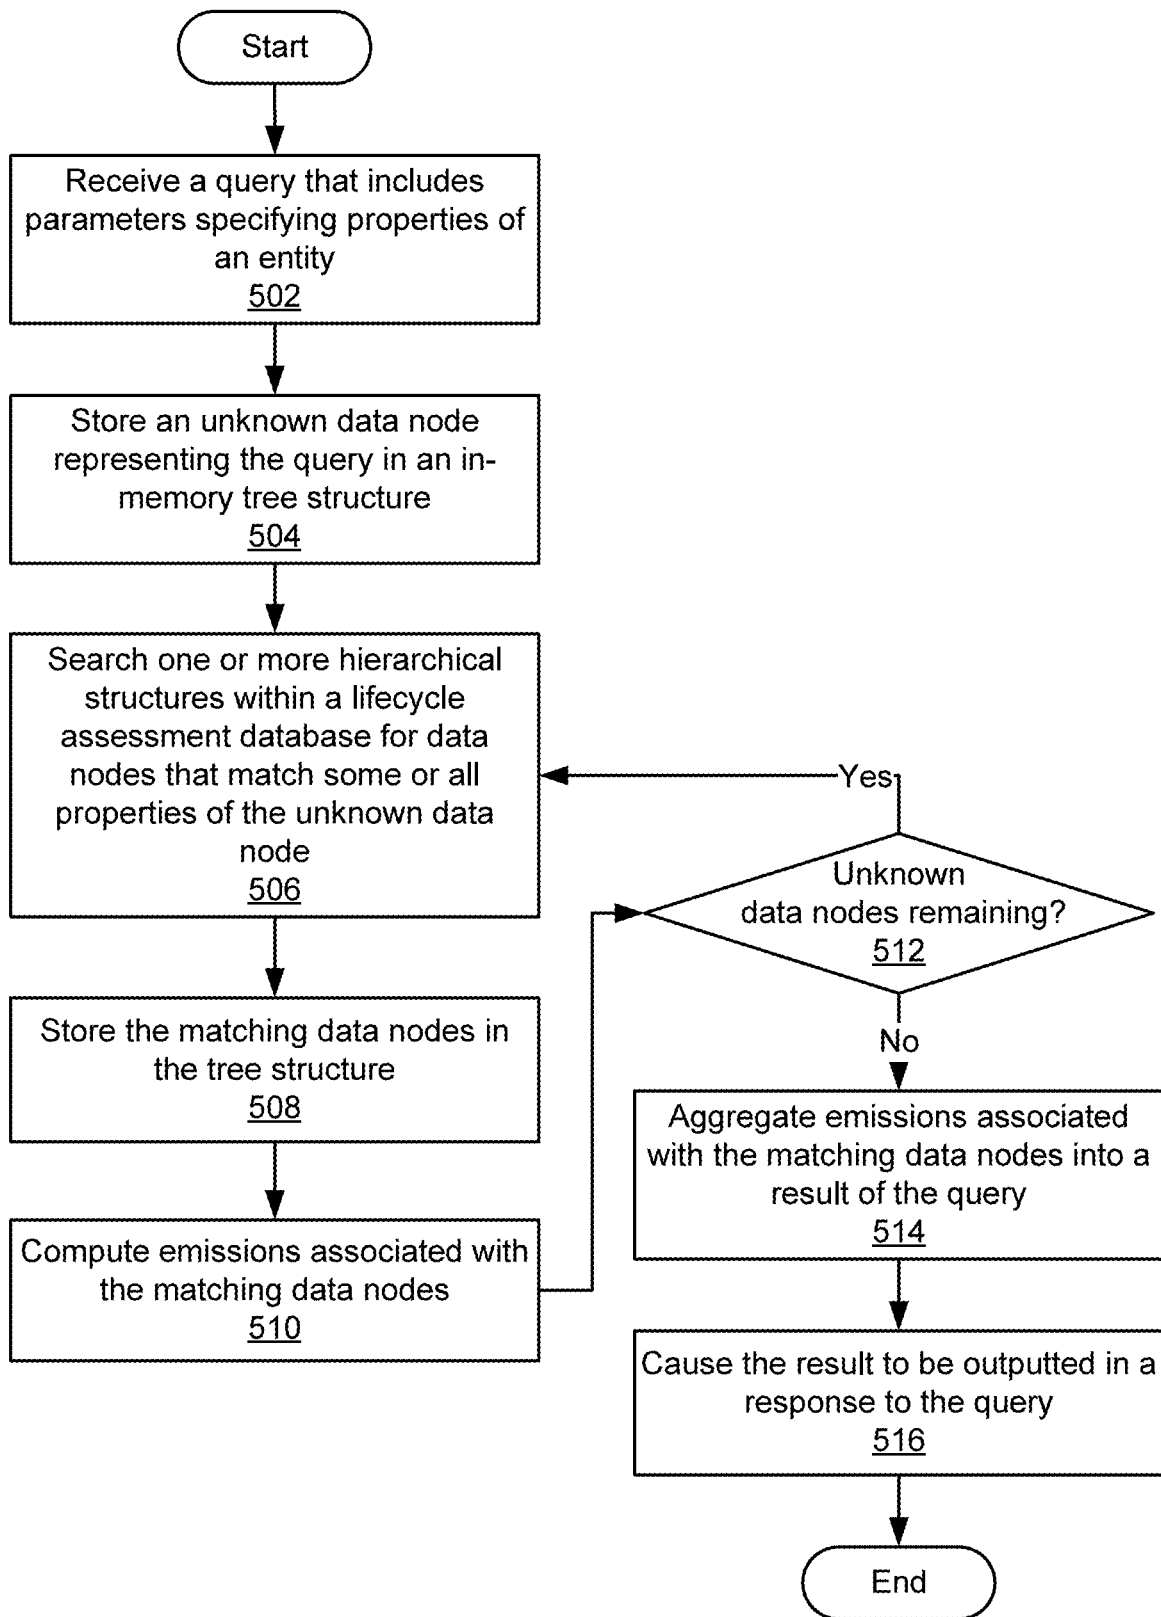 Start
Receive a query that includes
parameters specifying properties of
an entity
502
Store an unknown data node
representing the query in an in-
memory tree structure
504
Search one or more hierarchical
structures within a lifecycle
assessment database for data
nodes that match some or all
properties of the unknown data
node
506
Store the matching data nodes in
the tree structure
508
Compute emissions associated with
the matching data nodes
510
Yes
Unknown
data nodes remaining?
512
No
Aggregate emissions associated
with the matching data nodes into a
result of the query
514
Cause the result to be outputted in a
response to the query
516
End